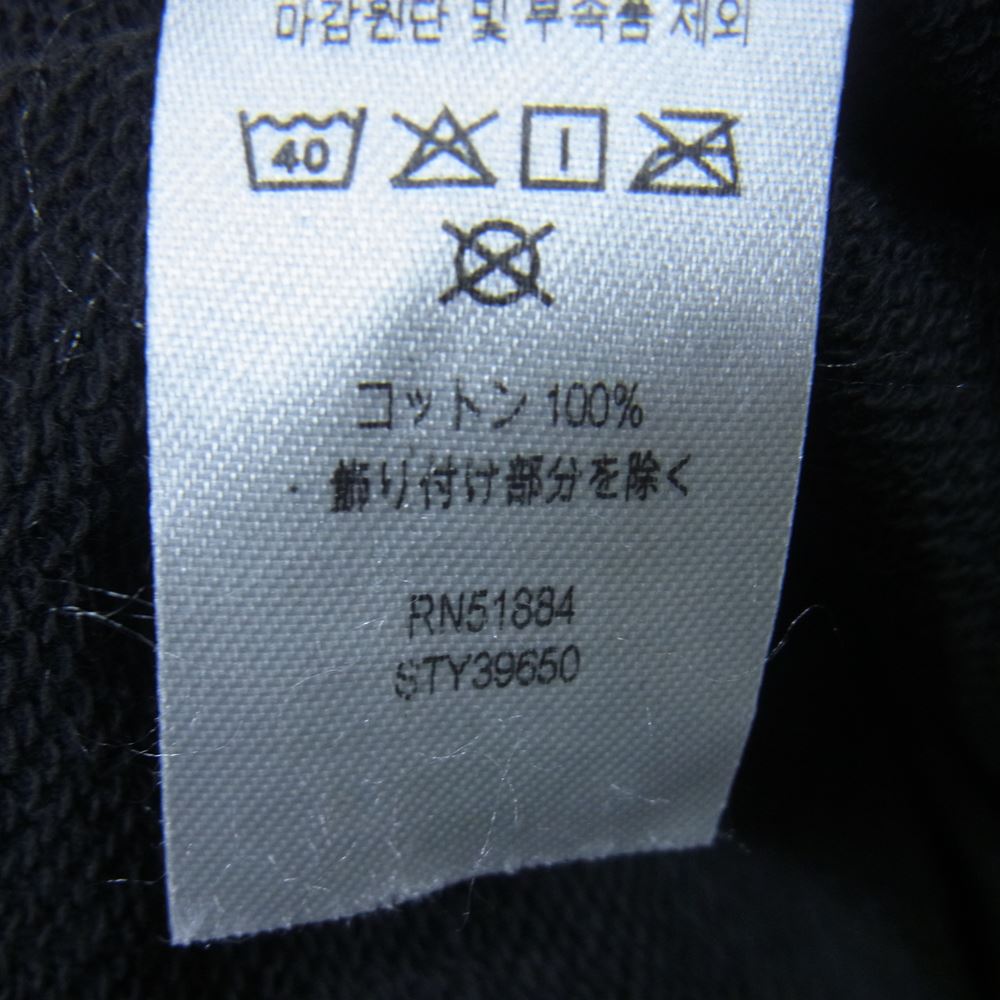 마감원단 및 부속품 제외
40
コットン 100%
・飾り付け部分を除く
RN51884
STY39650